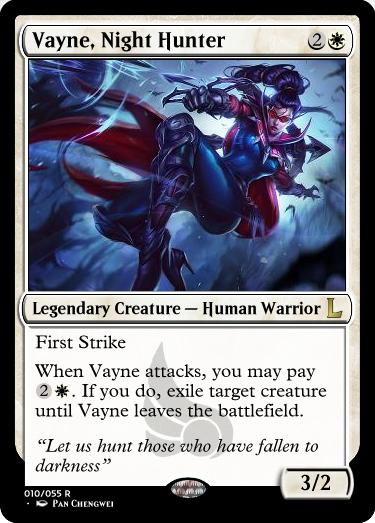 Vayne, Night Hunter 2
Legendary Creature — Human Warrior L
First Strike
When Vayne attacks, you may pay
2. If you do, exile target creature
until Vayne leaves the battlefield.
“Let us hunt those who have fallen to
darkness”
3/2
010/055 R
· Pan Chengwei